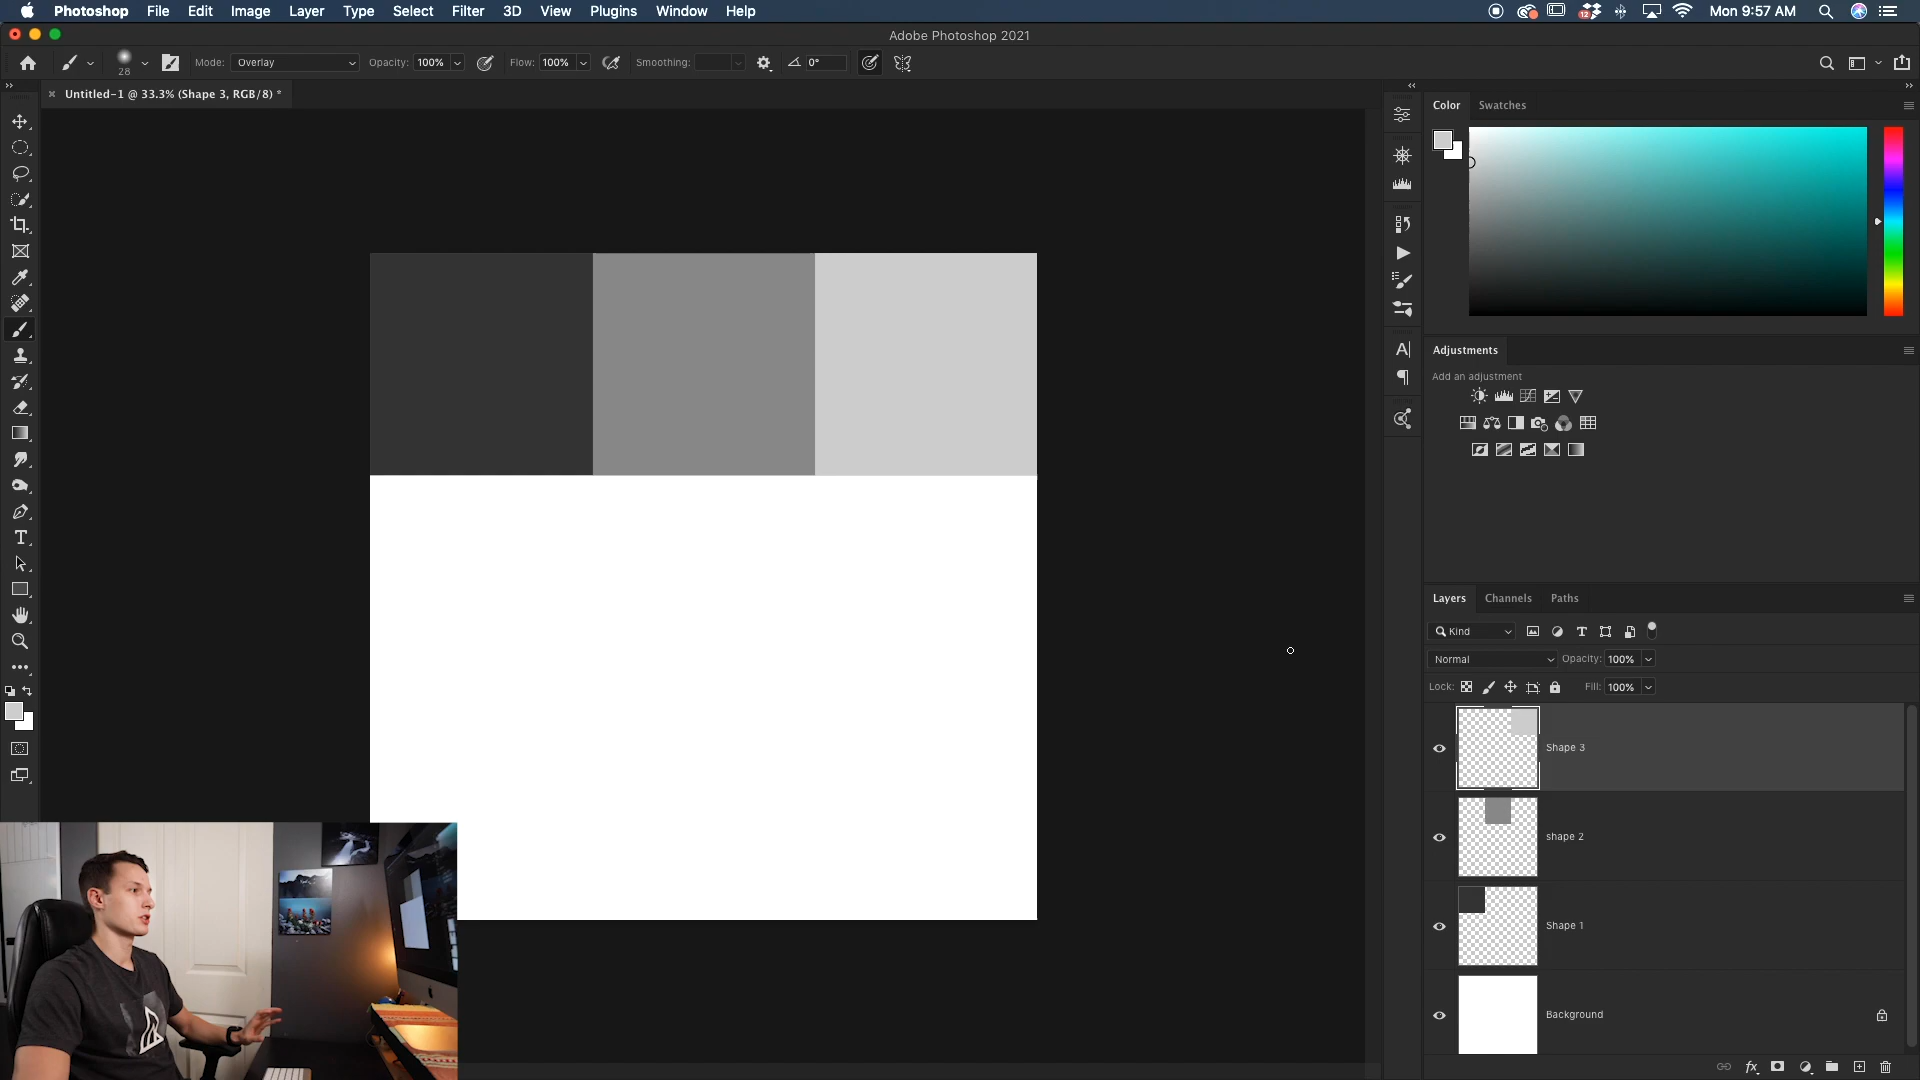 Photoshop File Edit Image Layer Type Select Filter 3D View Plugins Window Help
12
Mon 9:57 AM
Adobe Photoshop 2021
28
Mode: Overlay
Opacity: 100%
Flow: 100%
Smoothing:
0°
Untitled-1 @ 33.3% (Shape 3, RGB/8) *
Color Swatches
Adjustments
Add an adjustment
Layers Channels Paths
Kind
Normal
Opacity: 100%
Lock:
Fill: 100%
Shape 3
shape 2
Shape 1
Background
fx